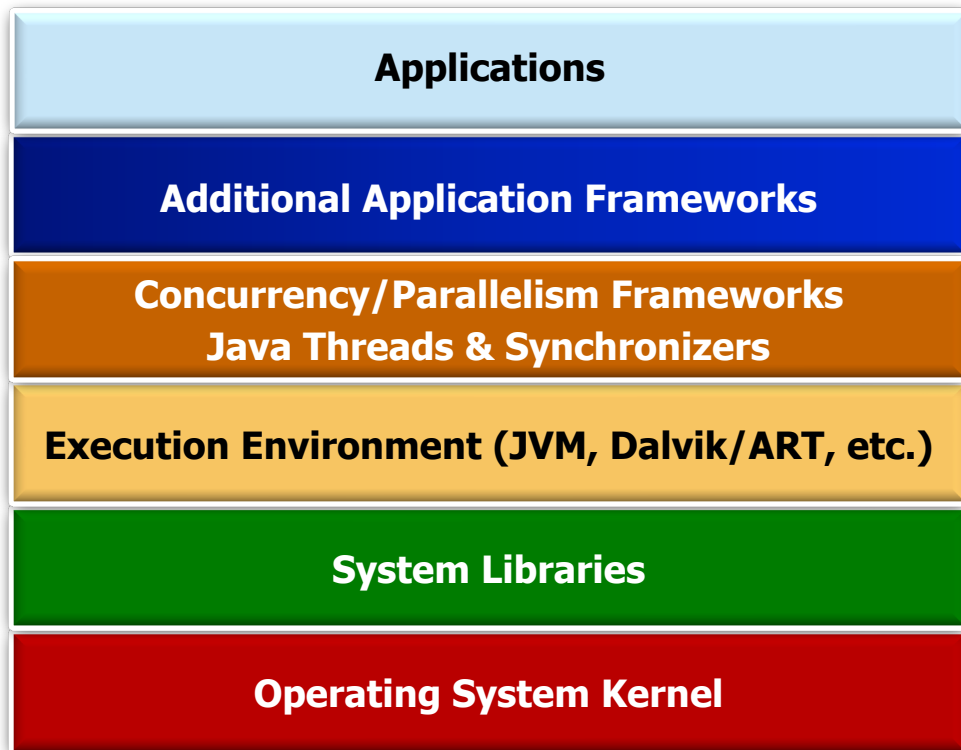 Applications
Additional Application Frameworks
Concurrency/Parallelism Frameworks
Java Threads & Synchronizers
Execution Environment (JVM, Dalvik/ART, etc.)
System Libraries
Operating System Kernel